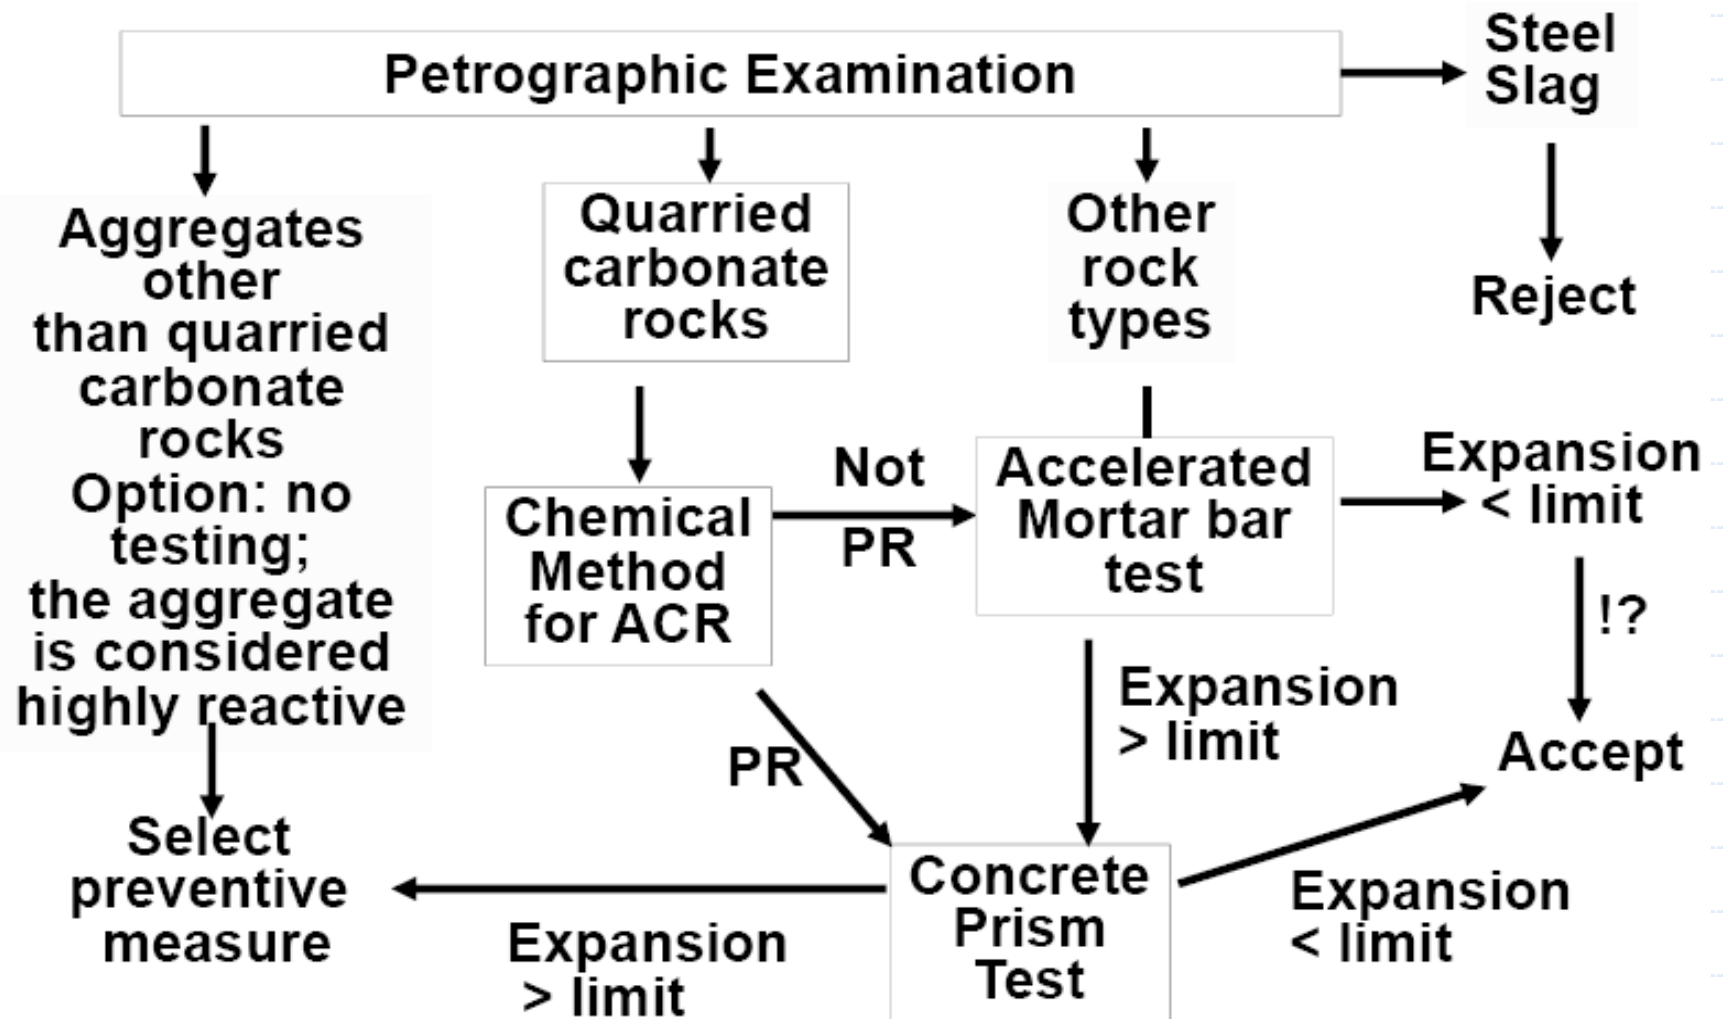 Petrographic Examination
Steel
Slag
Reject
Aggregates
other
than quarried
carbonate
rocks
Option: no
testing;
the aggregate
is considered
highly reactive
Select
preventive
measure
Quarried
carbonate
rocks
Chemical
Method
for ACR
Not
PR
PR
Other
rock
types
Accelerated
Mortar bar
test
Expansion
< limit
!?
Accept
Expansion
> limit
Concrete
Prism
Test
Expansion
< limit
Expansion
> limit